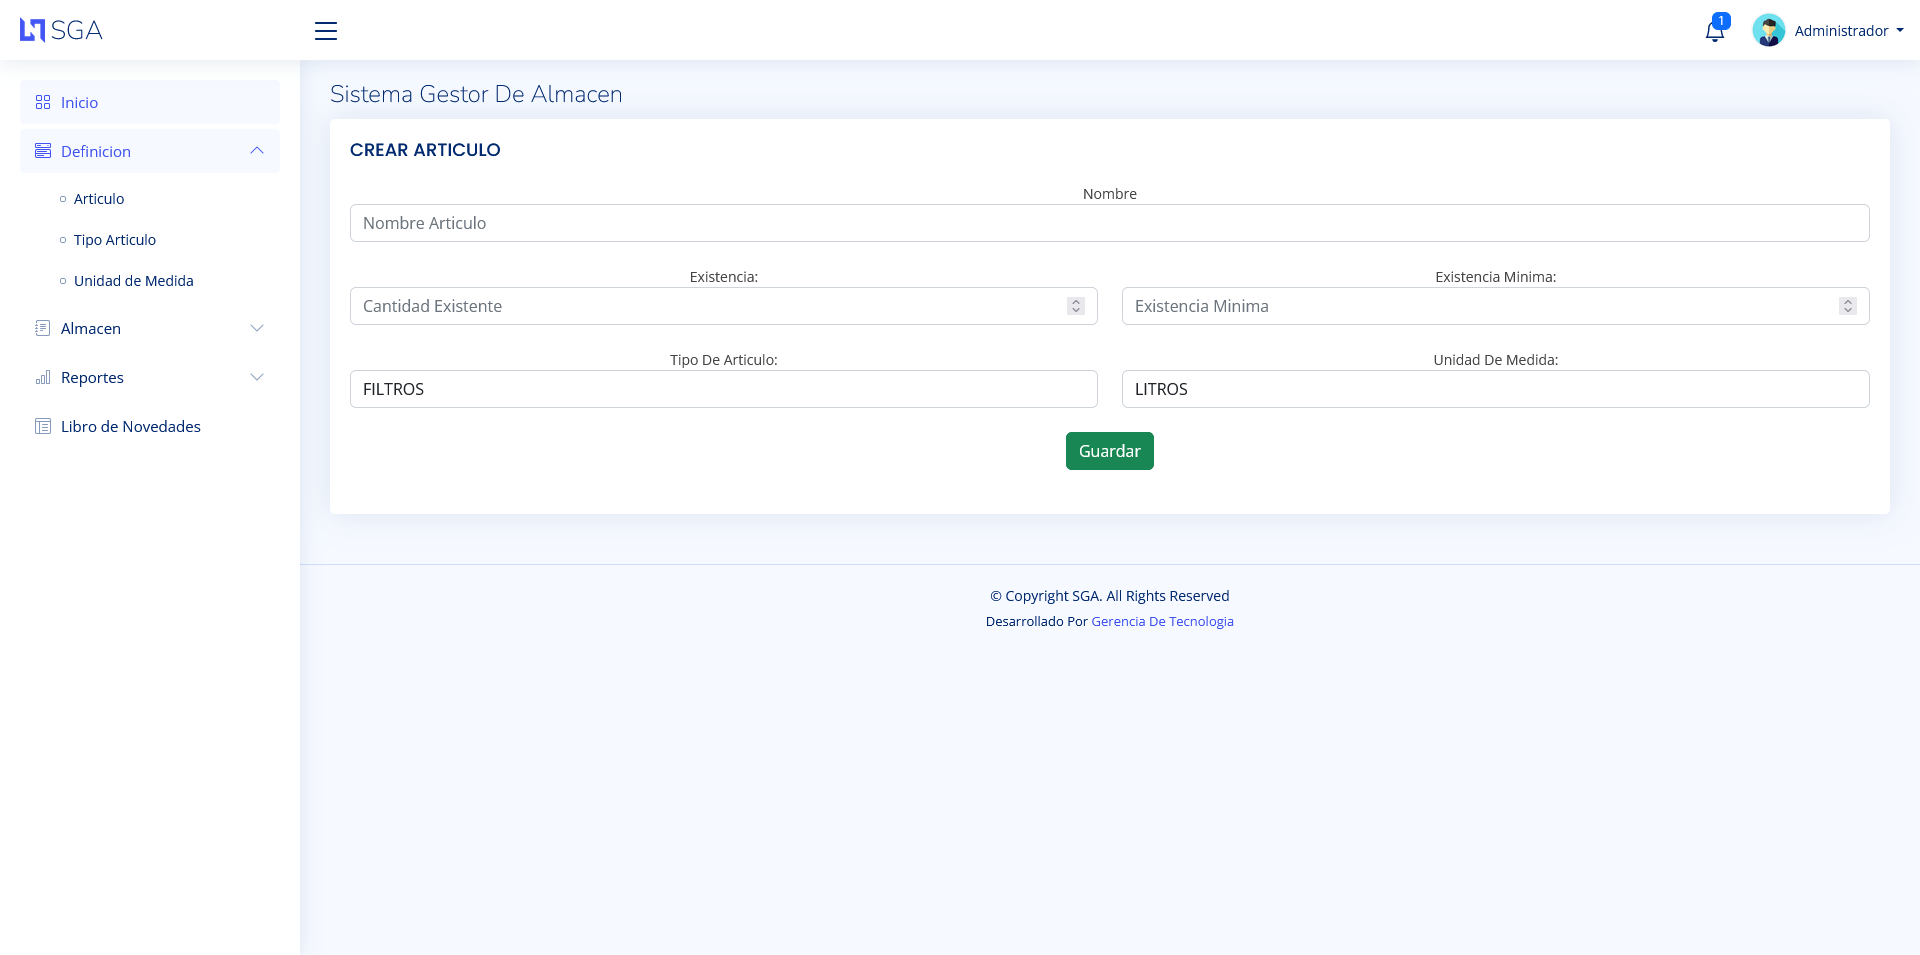 SGA
1
Administrador
Inicio
Definicion
Articulo
Tipo Articulo
Unidad de Medida
Almacen
Reportes
Libro de Novedades
Sistema Gestor De Almacen
CREAR ARTICULO
Nombre
Nombre Articulo
Existencia:
Existencia Minima:
Cantidad Existente
Existencia Minima
Tipo De Articulo:
Unidad De Medida:
FILTROS
LITROS
Guardar
© Copyright SGA. All Rights Reserved
Desarrollado Por Gerencia De Tecnologia